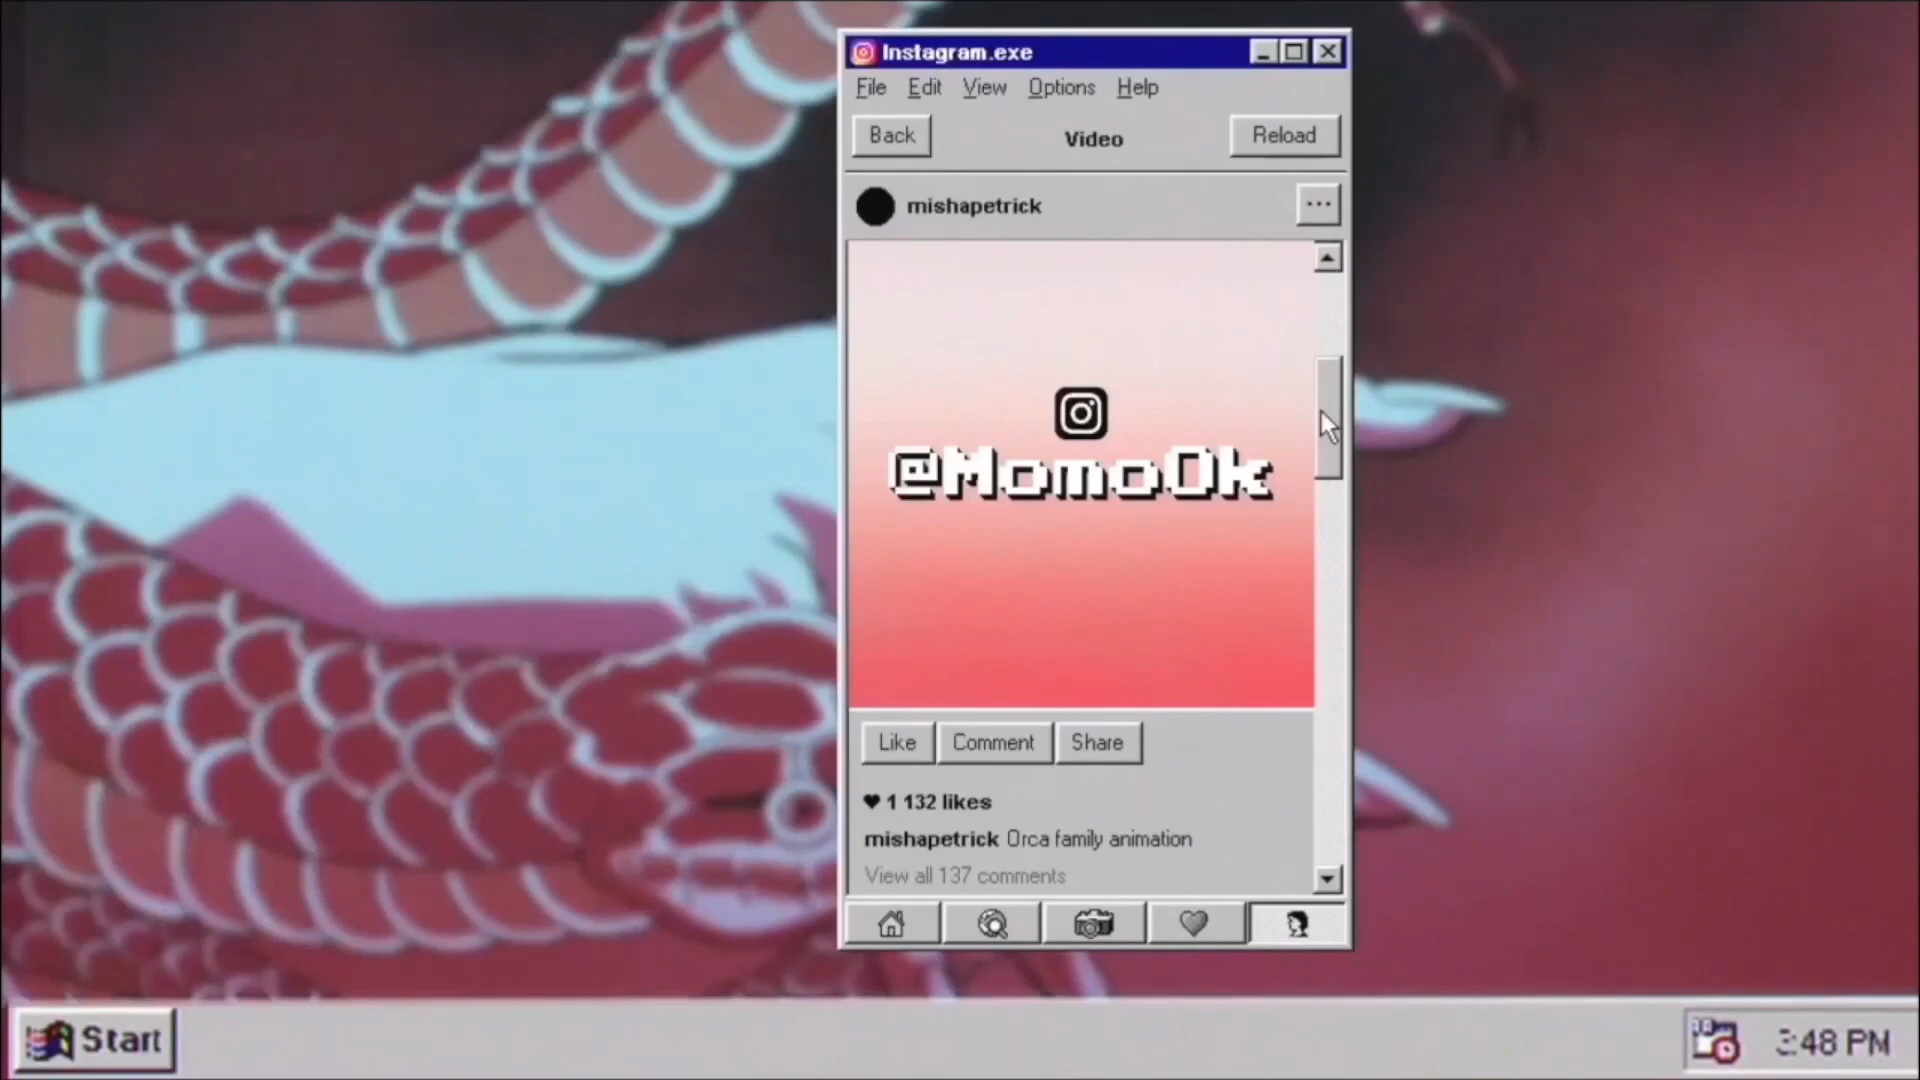 Instagram.exe
File Edit View Options Help
Back Video Reload
mishapetrick ...
@MomoOk
Like Comment Share
1 132 likes
mishapetrick Orca family animation
View all 137 comments
Start
:48 PM